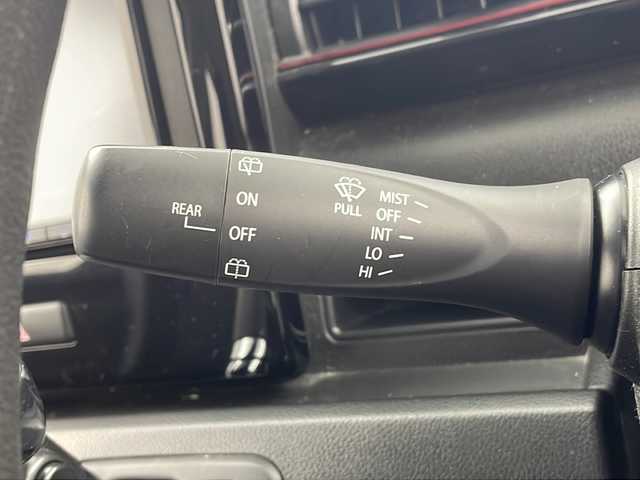 REAR
ON
OFF
PULL
MIST
OFF
INT
LO
HI